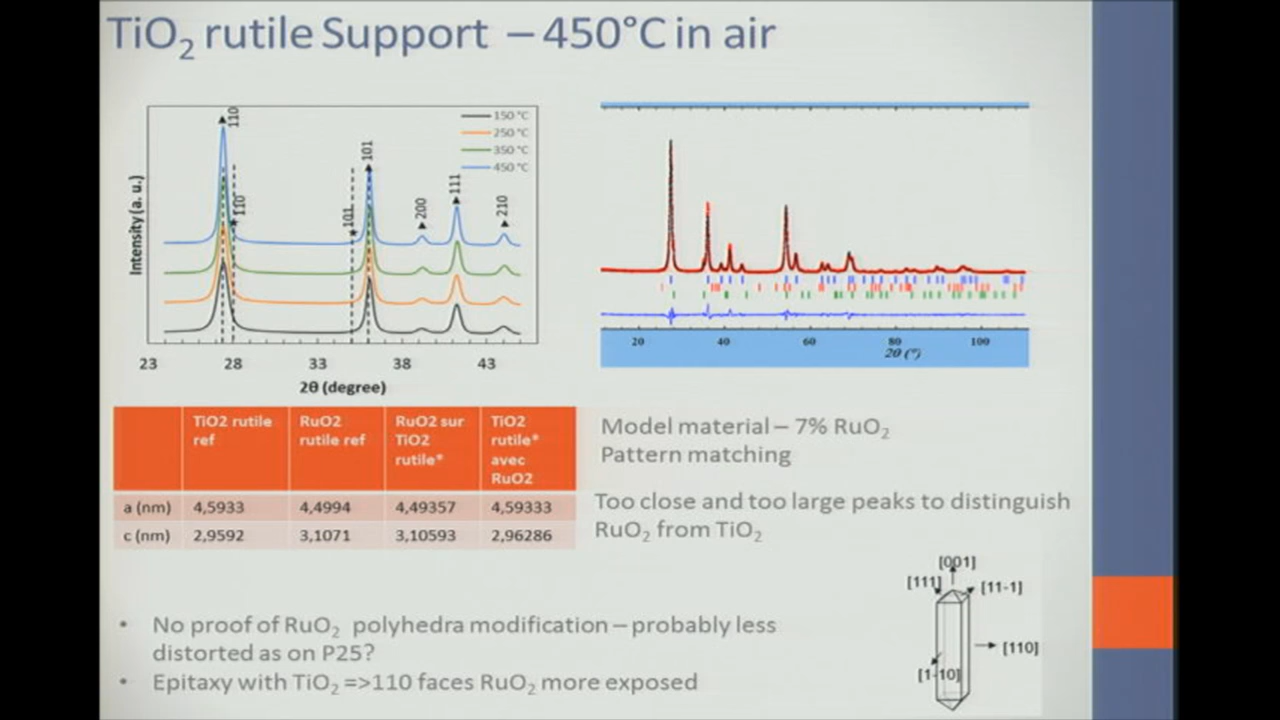 TiO2 rutile Support – 450°C in air
110
110
101
101
200
111
210
150 °C
250 °C
350 °C
450 °C
Intensity (a. u.)
23 28 33 38 43
2θ (degree)
20 40 60 80 100
2θ (°)
TiO2 rutile ref
RuO2 rutile ref
RuO2 sur TiO2 rutile*
TiO2 rutile* avec RuO2
a (nm) 4,5933 4,4994 4,49357 4,59333
c (nm) 2,9592 3,1071 3,10593 2,96286
Model material – 7% RuO2
Pattern matching
Too close and too large peaks to distinguish
RuO2 from TiO2
[001]
[111] [11-1]
[110]
[1-10]
• No proof of RuO2 polyhedra modification – probably less
distorted as on P25?
• Epitaxy with TiO2 =>110 faces RuO2 more exposed